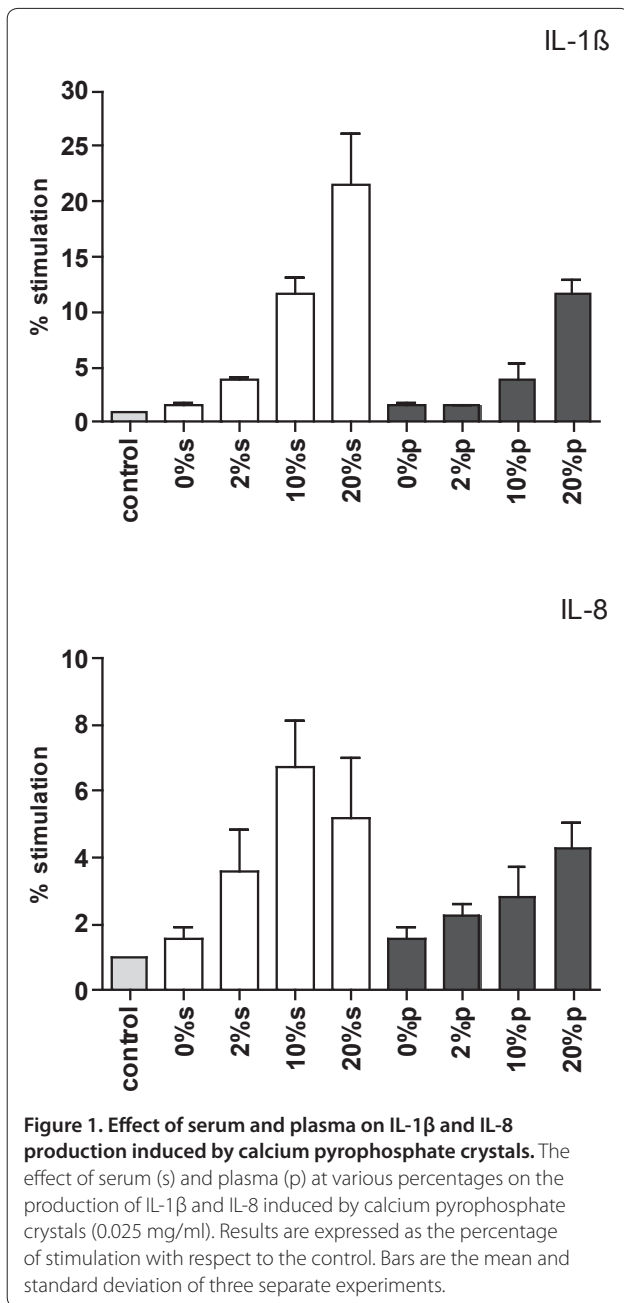 IL-1ß
30
25
20
15
10
5
0
% stimulation
control
0%s
2%s
10%s
20%s
0%p
2%p
10%p
20%p
IL-8
10
8
6
4
2
0
% stimulation
control
0%s
2%s
10%s
20%s
0%p
2%p
10%p
20%p
Figure 1. Effect of serum and plasma on IL-1β and IL-8
production induced by calcium pyrophosphate crystals. The
effect of serum (s) and plasma (p) at various percentages on the
production of IL-1β and IL-8 induced by calcium pyrophosphate
crystals (0.025 mg/ml). Results are expressed as the percentage
of stimulation with respect to the control. Bars are the mean and
standard deviation of three separate experiments.